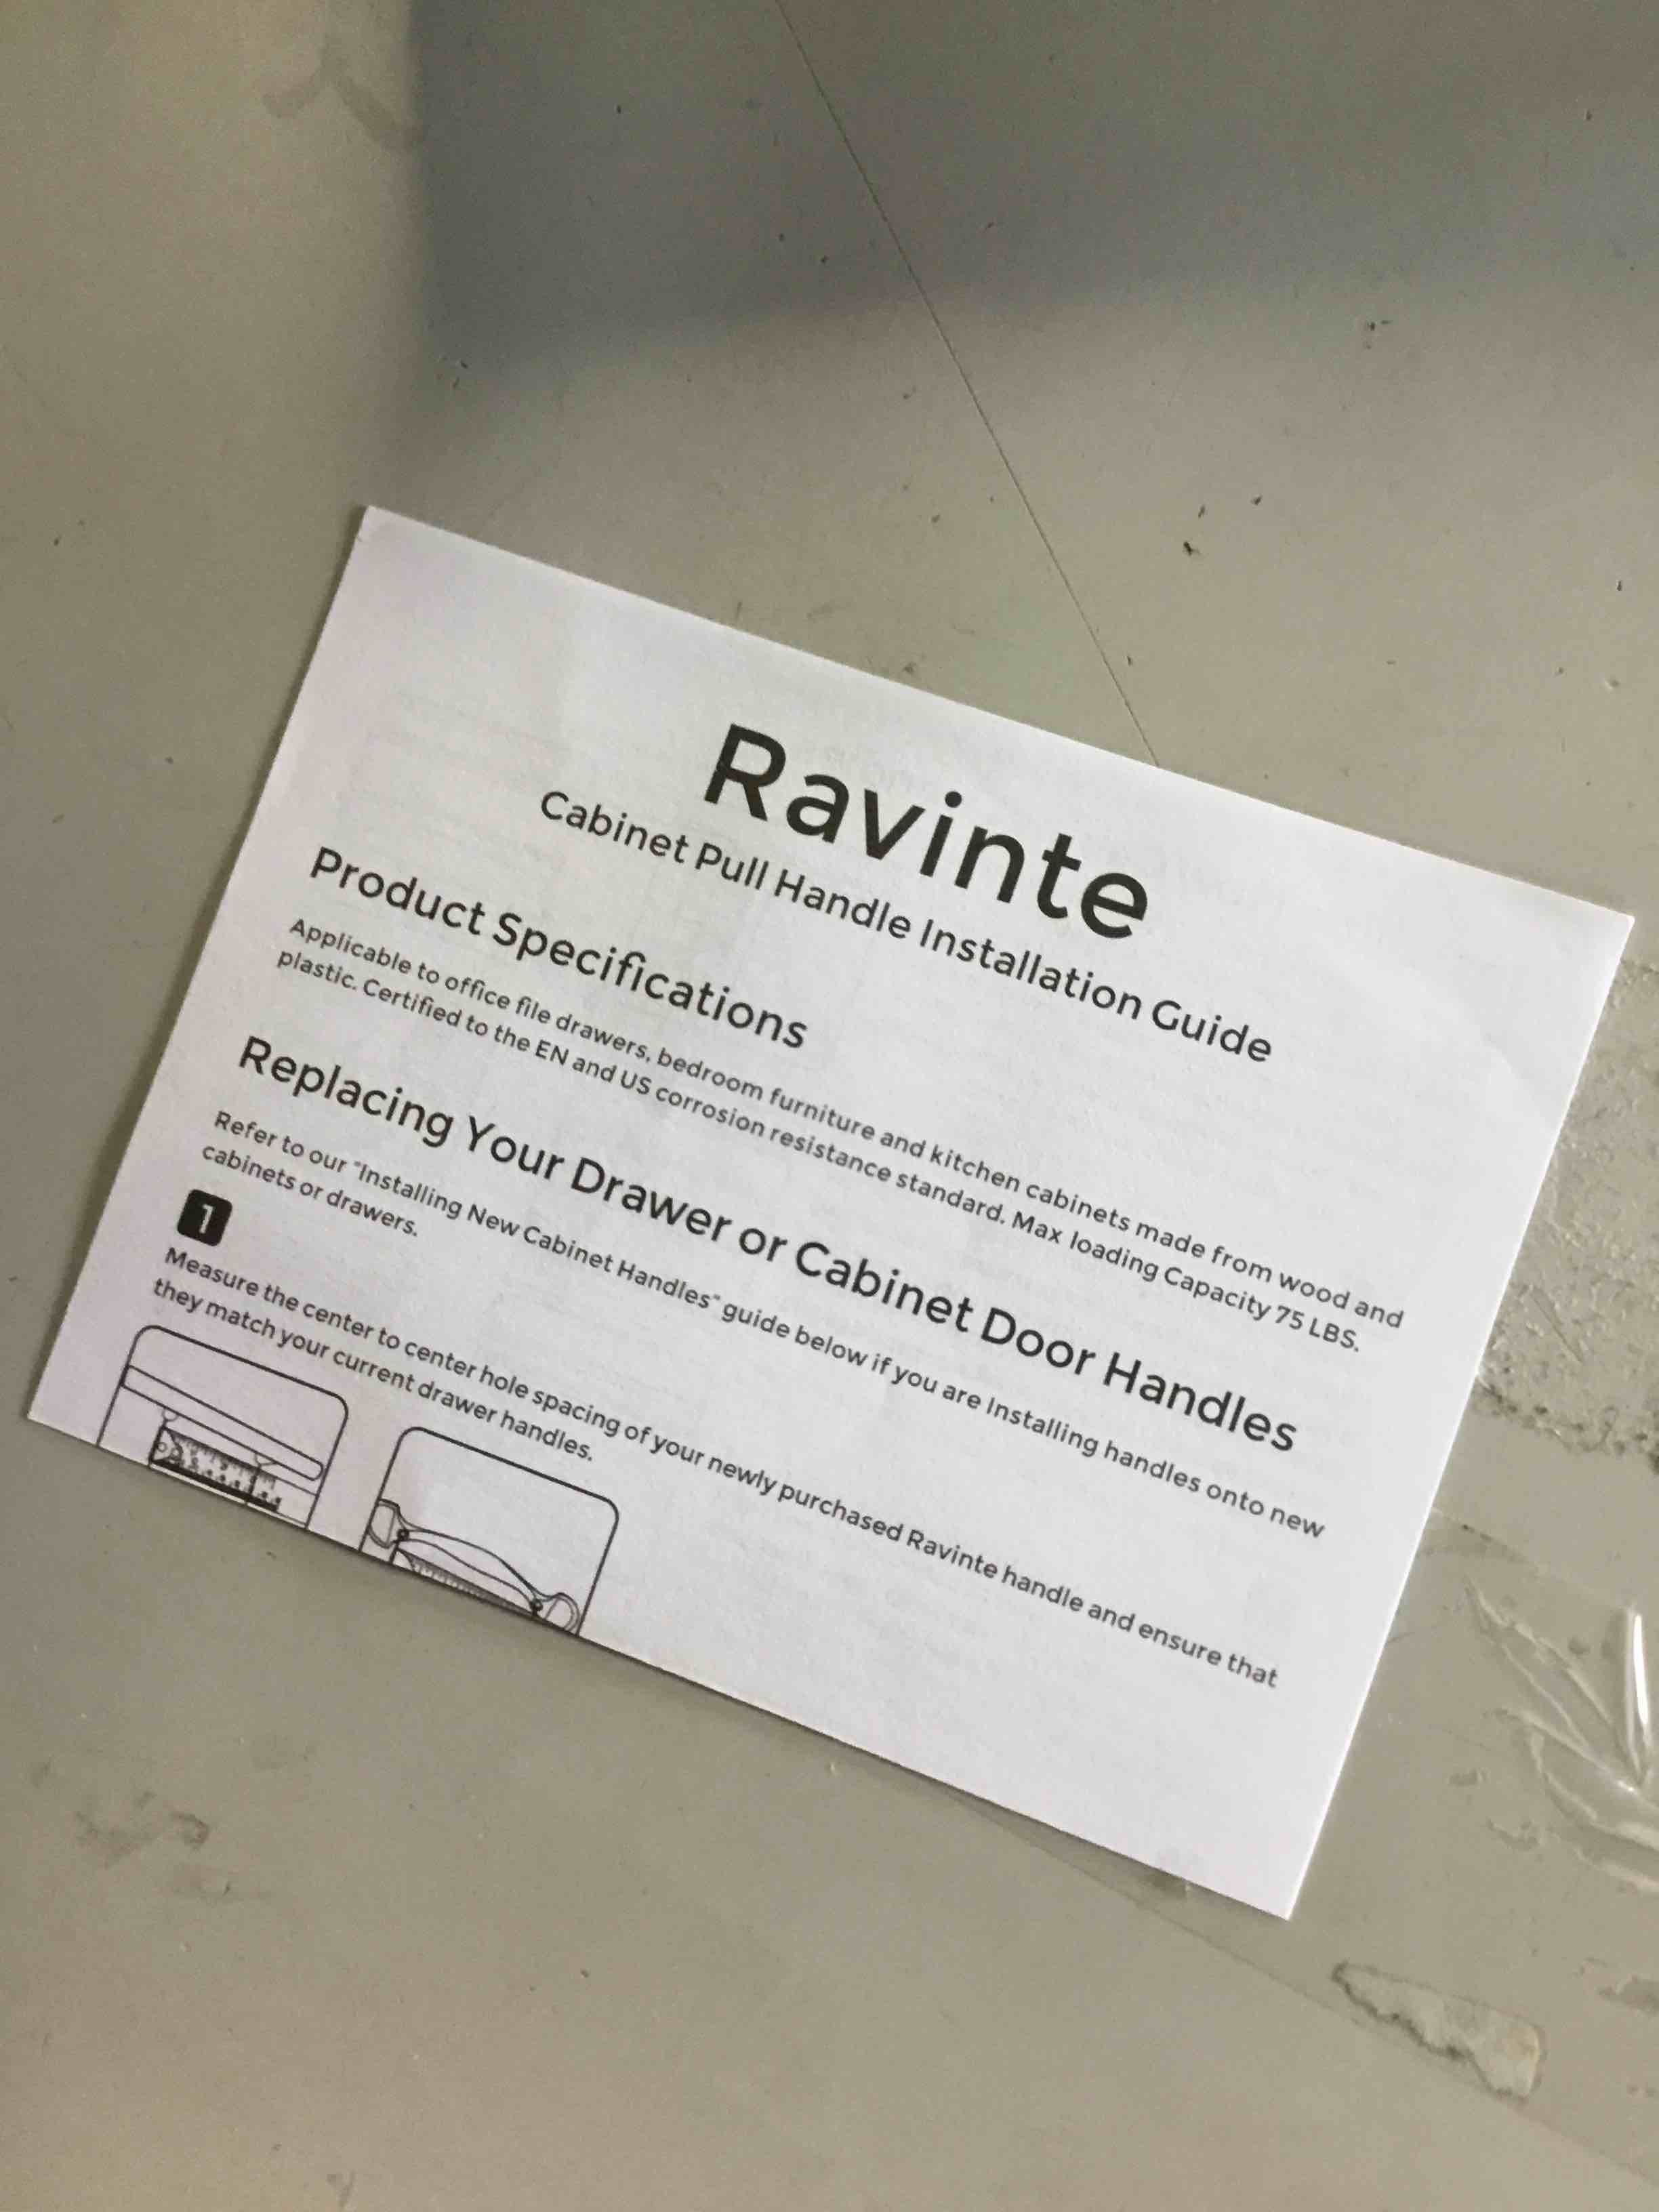 Ravinte
Cabinet Pull Handle Installation Guide
Product Specifications
Applicable to office file drawers, bedroom furniture and kitchen cabinets made from wood and
plastic. Certified to the EN and US corrosion resistance standard. Max loading Capacity 75 LBS.
Replacing Your Drawer or Cabinet Door Handles
Refer to our "Installing New Cabinet Handles" guide below if you are installing handles onto new
cabinets or drawers.
1
Measure the center to center hole spacing of your newly purchased Ravinte handle and ensure that
they match your current drawer handles.